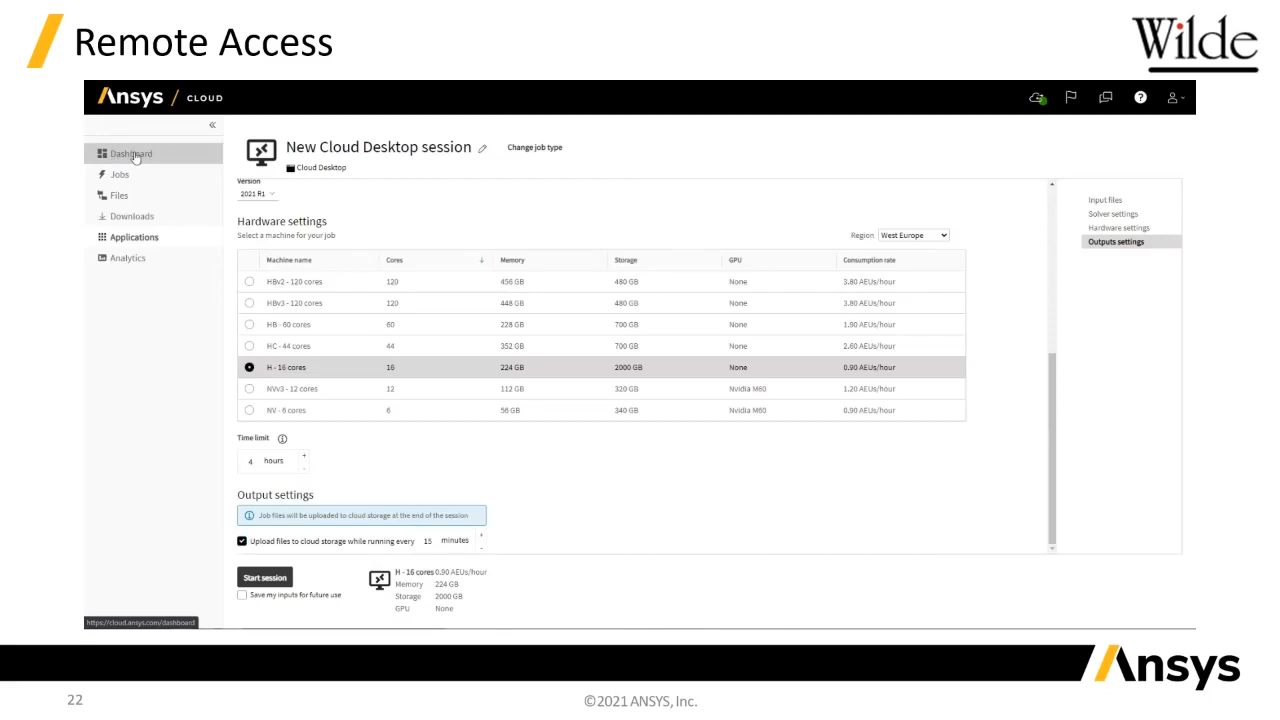 Remote Access
Wilde
Ansys / CLOUD
«
Dashboard
Jobs
Files
Downloads
Applications
Analytics
New Cloud Desktop session
Change job type
Cloud Desktop
Version
2021 R1
Hardware settings
Select a machine for your job
Region West Europe
Machine name Cores Memory Storage GPU Consumption rate
HBv2 - 120 cores 120 456 GB 480 GB None 3.80 AEUs/hour
HBv3 - 120 cores 120 448 GB 480 GB None 3.80 AEUs/hour
HB - 60 cores 60 228 GB 700 GB None 1.90 AEUs/hour
HC - 44 cores 44 352 GB 700 GB None 2.60 AEUs/hour
H - 16 cores 16 224 GB 2000 GB None 0.90 AEUs/hour
NVv3 - 12 cores 12 112 GB 320 GB Nvidia M60 1.20 AEUs/hour
NV - 6 cores 6 56 GB 340 GB Nvidia M60 0.90 AEUs/hour
Time limit
4 hours + -
Output settings
Job files will be uploaded to cloud storage at the end of the session
Upload files to cloud storage while running every 15 minutes + -
Start session
Save my inputs for future use
H - 16 cores 0.90 AEUs/hour
Memory 224 GB
Storage 2000 GB
GPU None
Input files
Solver settings
Hardware settings
Outputs settings
https://cloud.ansys.com/dashboard
Ansys
22
©2021 ANSYS, Inc.